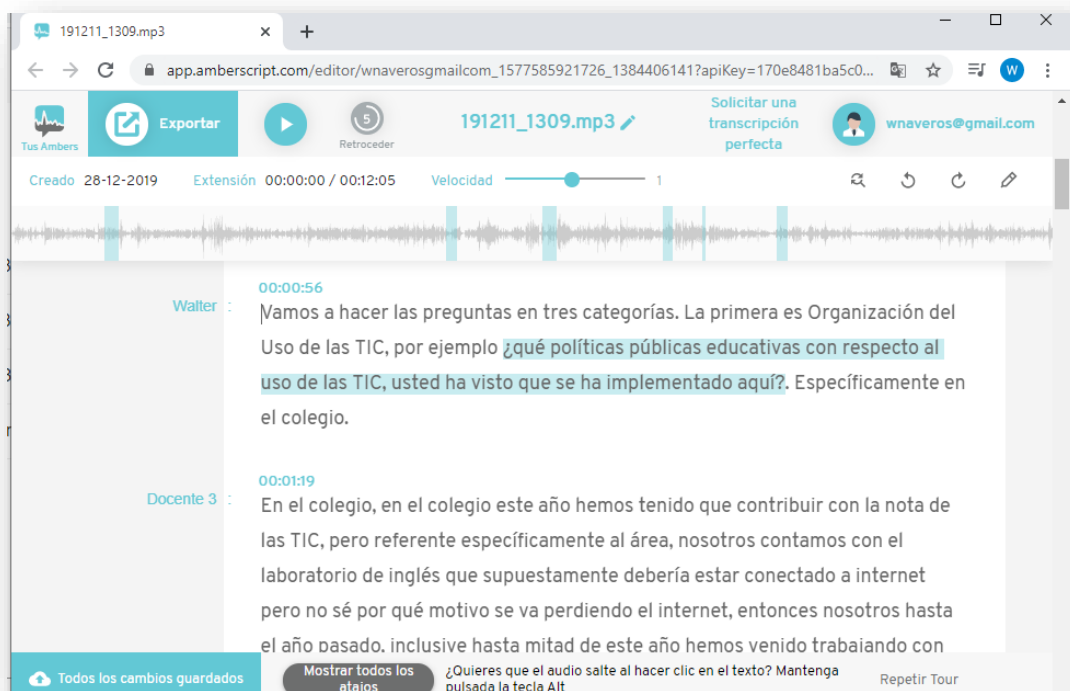 191211_1309.mp3
app.amberscript.com/editor/wnaverosgmailcom_1577585921726_1384406141?apiKey=170e8481ba5c0...
W
Tus Ambers
Exportar
5
Retroceder
191211_1309.mp3
Solicitar una
transcripción
perfecta
wnaveros@gmail.com
Creado 28-12-2019 Extensión 00:00:00 / 00:12:05 Velocidad 1
00:00:56
Walter :
Vamos a hacer las preguntas en tres categorías. La primera es Organización del
Uso de las TIC, por ejemplo ¿qué políticas públicas educativas con respecto al
uso de las TIC, usted ha visto que se ha implementado aquí?. Específicamente en
el colegio.
00:01:19
Docente 3 :
En el colegio, en el colegio este año hemos tenido que contribuir con la nota de
las TIC, pero referente específicamente al área, nosotros contamos con el
laboratorio de inglés que supuestamente debería estar conectado a internet
pero no sé por qué motivo se va perdiendo el internet, entonces nosotros hasta
el año pasado, inclusive hasta mitad de este año hemos venido trabajando con
Todos los cambios guardados
Mostrar todos los
atajos
¿Quieres que el audio salte al hacer clic en el texto? Mantenga
pulsada la tecla Alt
Repetir Tour